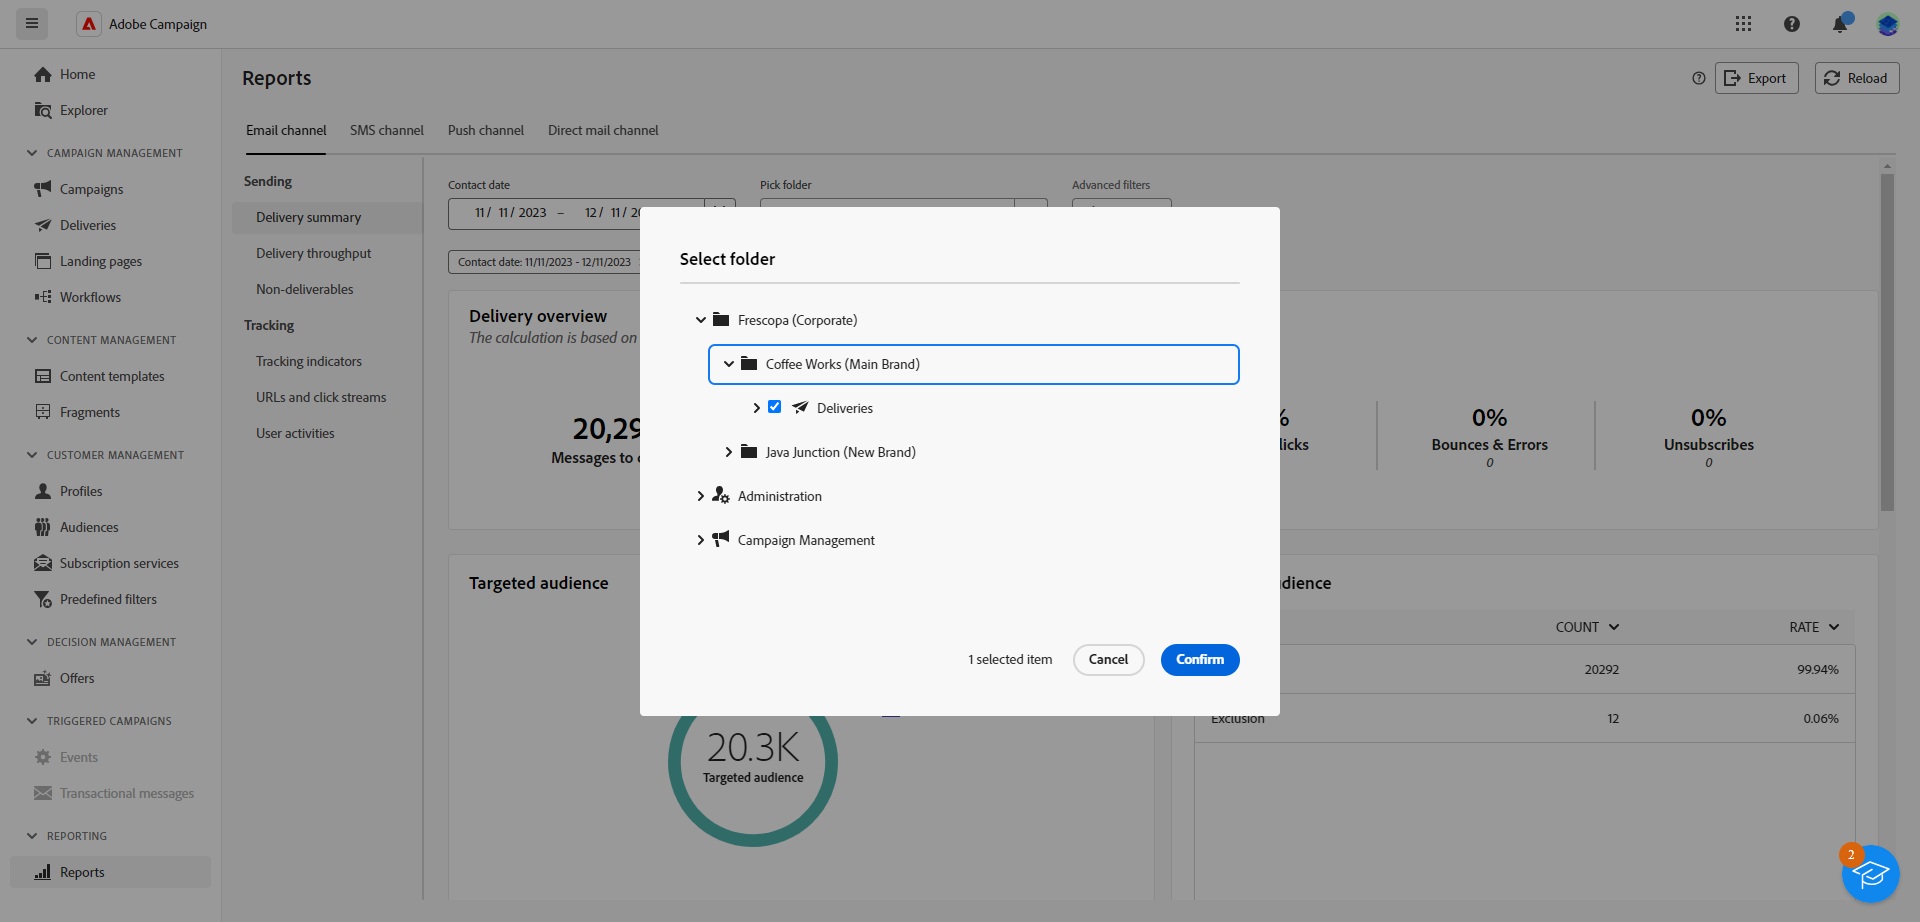 Adobe Campaign
Home
Explorer
CAMPAIGN MANAGEMENT
Campaigns
Deliveries
Landing pages
Workflows
CONTENT MANAGEMENT
Content templates
Fragments
CUSTOMER MANAGEMENT
Profiles
Audiences
Subscription services
Predefined filters
DECISION MANAGEMENT
Offers
TRIGGERED CAMPAIGNS
Events
Transactional messages
REPORTING
Reports
Reports
Export
Reload
Email channel
SMS channel
Push channel
Direct mail channel
Sending
Delivery summary
Delivery throughput
Non-deliverables
Tracking
Tracking indicators
URLs and click streams
User activities
Contact date
Pick folder
Advanced filters
11/ 11/ 2023 – 12/ 11/
Contact date: 11/11/2023 - 12/11/2023
Delivery overview
The calculation is based on
20,29
Messages to
%
licks
0%
Bounces & Errors
0
0%
Unsubscribes
0
Select folder
Frescopa (Corporate)
Coffee Works (Main Brand)
Deliveries
Java Junction (New Brand)
Administration
Campaign Management
1 selected item
Cancel
Confirm
Targeted audience
20.3K
Targeted audience
dience
COUNT
RATE
20292
99.94%
Exclusion
12
0.06%
2